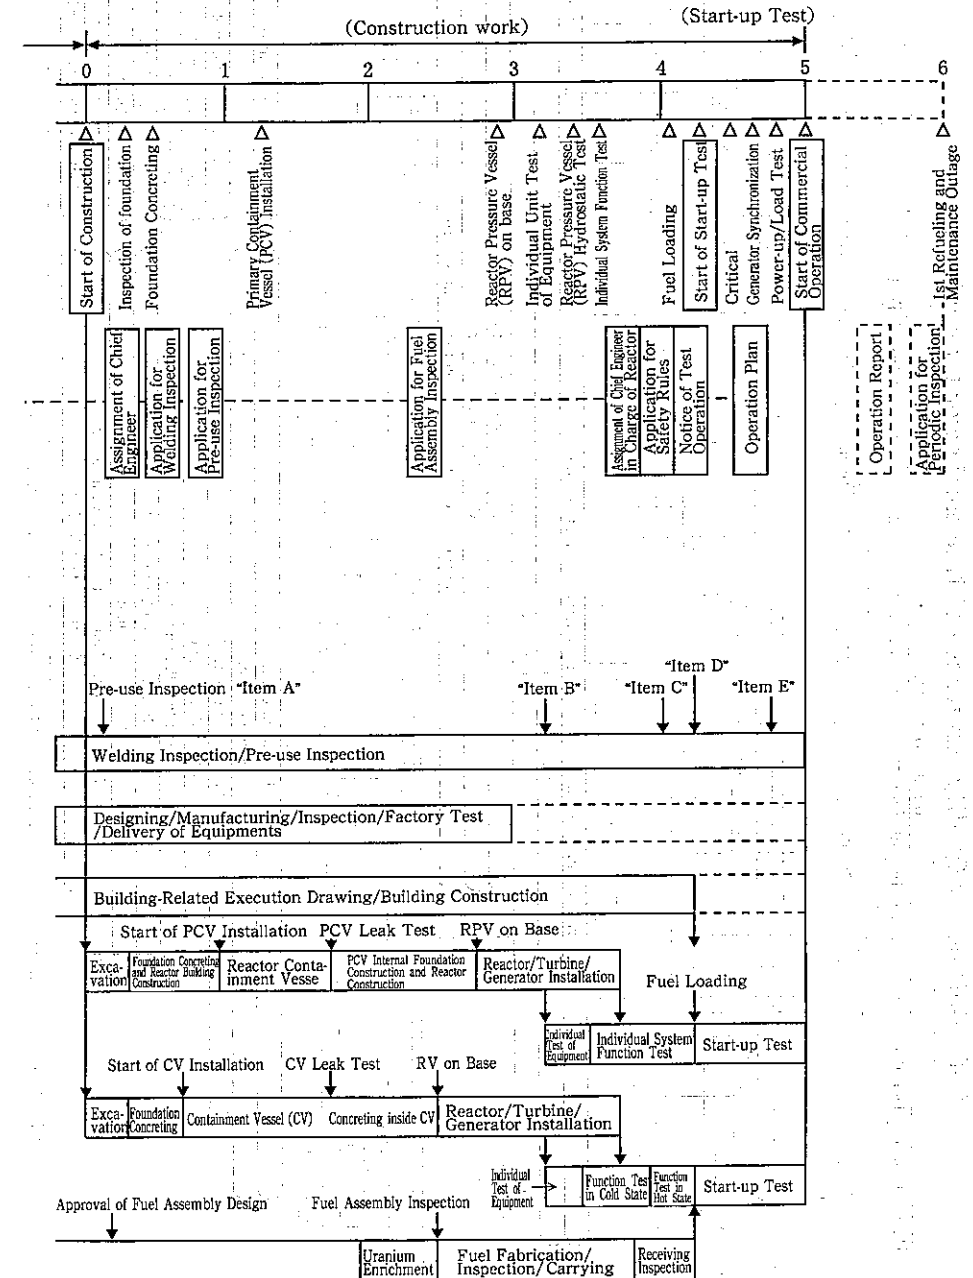 (Construction work)
(Start-up Test)
0
1
2
3
4
5
6
Start of Construction
Inspection of foundation
Foundation Concreting
Primary Containment
Vessel (PCV) Installation
Reactor Pressure Vessel
(RPV) on base
Individual Unit Test
of Equipment
Reactor Pressure Vessel
(RPV) Hydrostatic Test
Individual System Function Test
Fuel Loading
Start of Start-up Test
Critical
Generator Synchronization
Power-up/Load Test
Start of Commercial
Operation
1st Refueling and
Maintenance Outage
Assignment of Chief
Engineer
Application for
Welding Inspection
Application for
Pre-use Inspection
Application for Fuel
Assembly Inspection
Assignment of Chief Engineer
in Charge of Reactor
Application for
Safety Rules
Notice of Test
Operation
Operation Plan
Operation Report
Application for
Periodic Inspection
Pre-use Inspection "Item A"
"Item B"
"Item C"
"Item D"
"Item E"
Welding Inspection/Pre-use Inspection
Designing/Manufacturing/Inspection/Factory Test
/Delivery of Equipments
Building-Related Execution Drawing/Building Construction
Start of PCV Installation
PCV Leak Test
RPV on Base
Exca-
vation
Foundation Concreting
and Reactor Building
Construction
Reactor Conta-
inment Vesse
PCV Internal Foundation
Construction and Reactor
Construction
Reactor/Turbine/
Generator Installation
Fuel Loading
Individual
Test of
Equipment
Individual System
Function Test
Start-up Test
Start of CV Installation
CV Leak Test
RV on Base
Exca-
vation
Foundation
Concreting
Containment Vessel (CV)
Concreting inside CV
Reactor/Turbine/
Generator Installation
Individual
Test of
Equipment
Function Test
in Cold State
Function
Test in
Hot State
Start-up Test
Approval of Fuel Assembly Design
Fuel Assembly Inspection
Uranium
Enrichment
Fuel Fabrication/
Inspection/Carrying
Receiving
Inspection